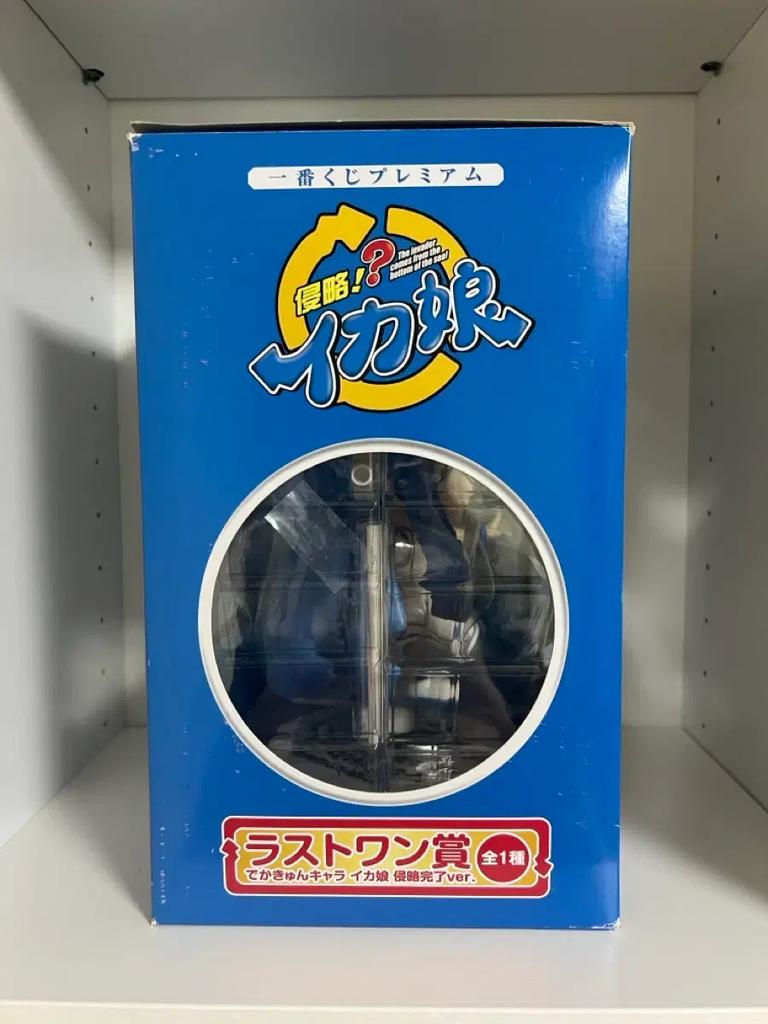 一番くじプレミアム
侵略!?
The invader
comes from the
bottom of the sea!
イカ娘
ラストワン賞
全1種
でかきゅんキャラ イカ娘 侵略完了ver.